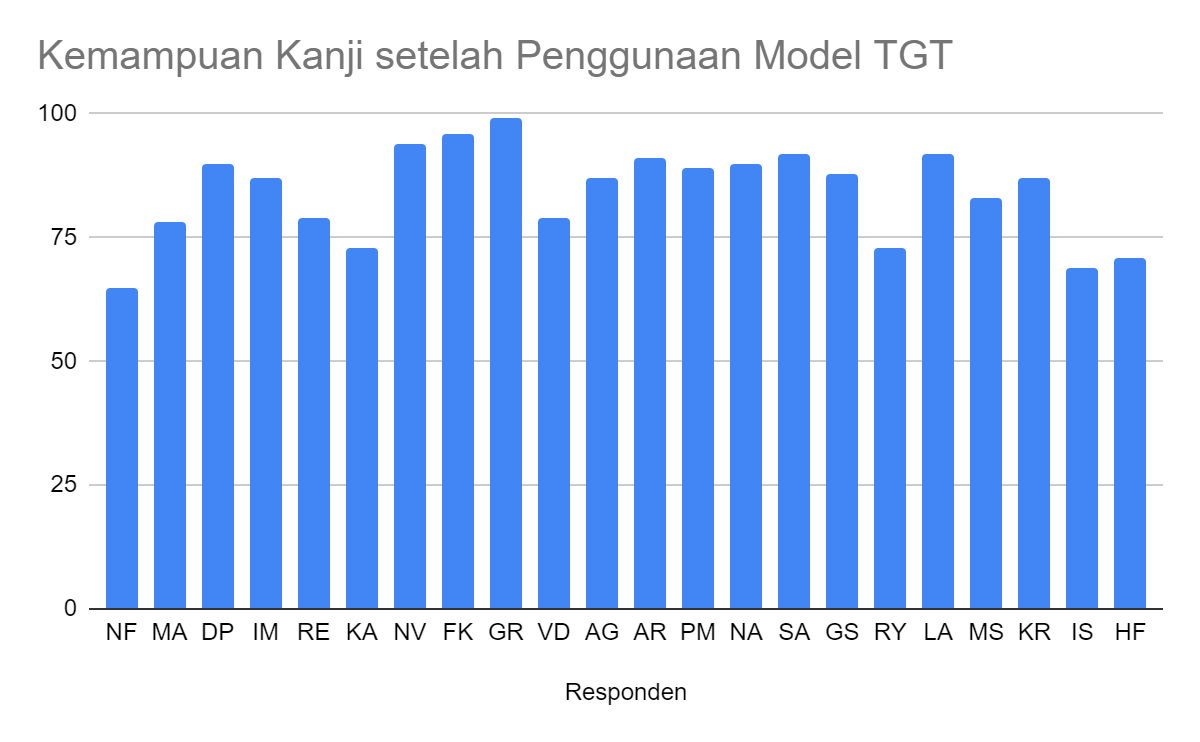 Kemampuan Kanji setelah Penggunaan Model TGT
100
75
50
25
0
NF MA DP IM RE KA NV FK GR VD AG AR PM NA SA GS RY LA MS KR IS HF
Responden